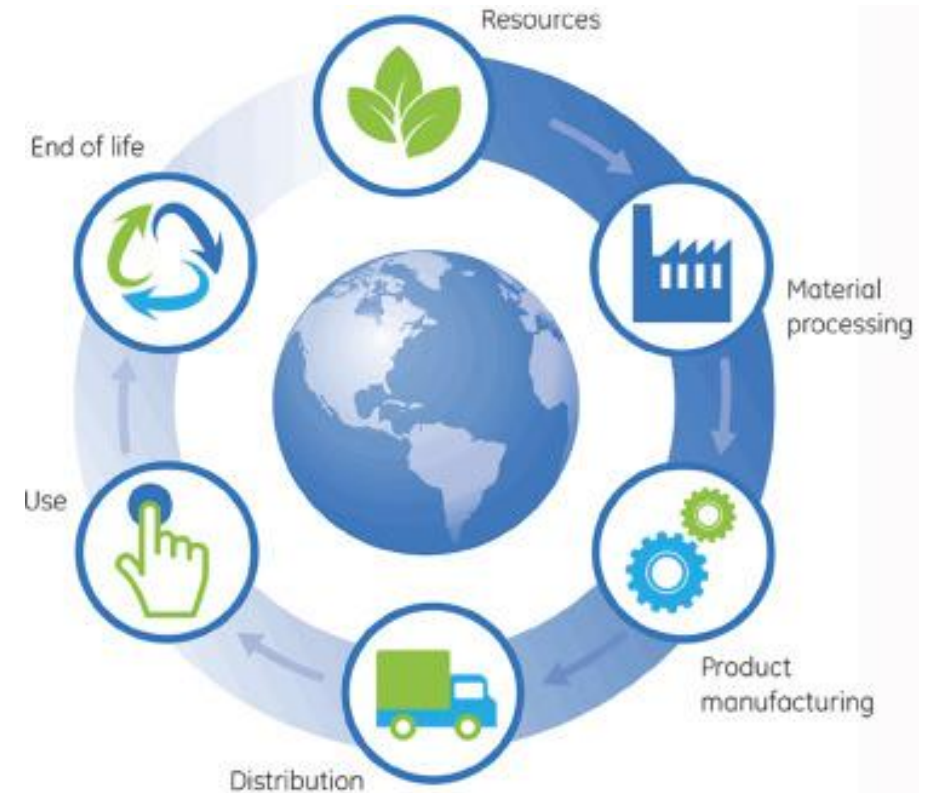 Resources
End of life
Material
processing
Use
Product
manufacturing
Distribution